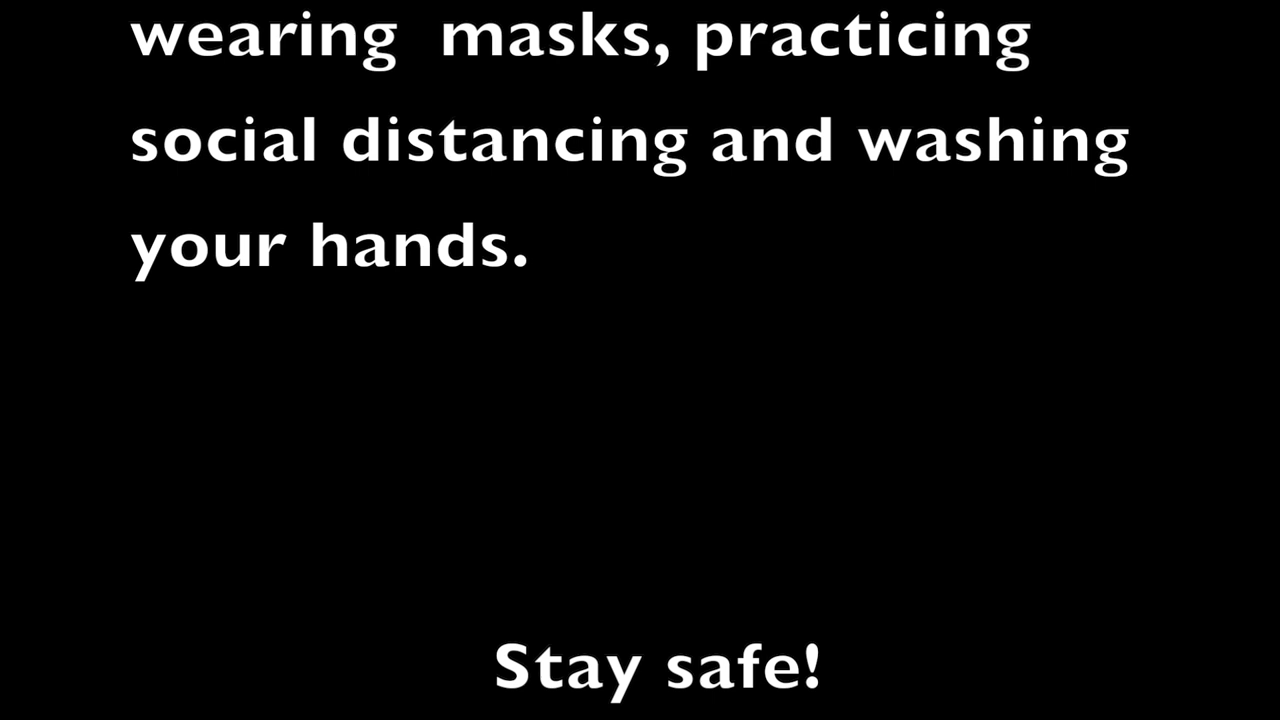 wearing  masks, practicing
social distancing and washing
your hands.
Stay safe!